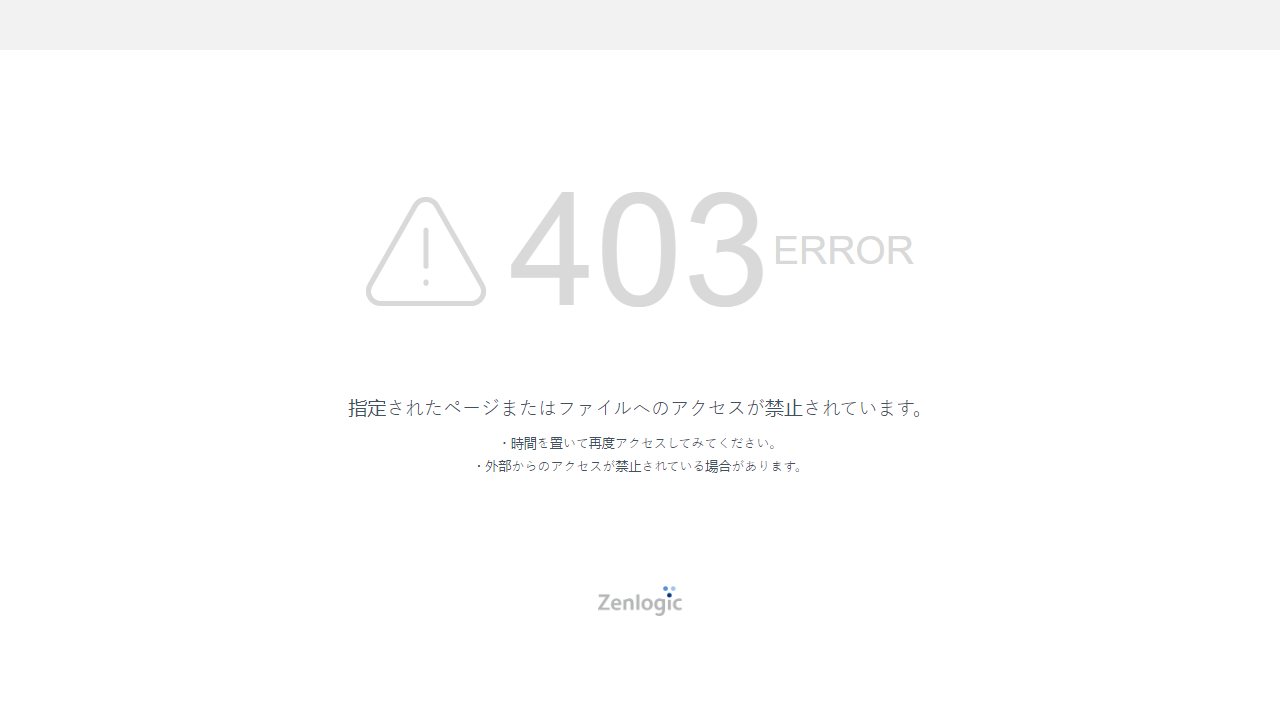 403 ERROR
指定されたページまたはファイルへのアクセスが禁止されています。
・時間を置いて再度アクセスしてみてください。
・外部からのアクセスが禁止されている場合があります。
Zenlogic